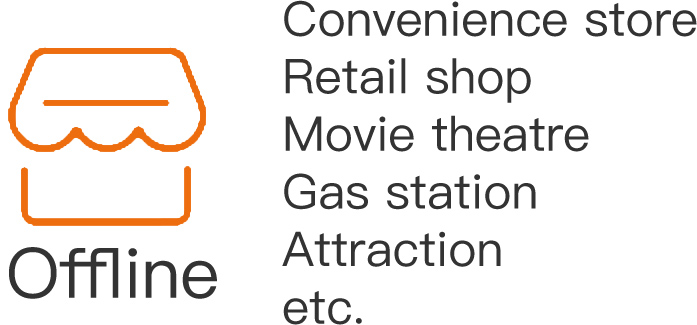 Convenience store
Retail shop
Movie theatre
Gas station
Attraction
etc.
Offline